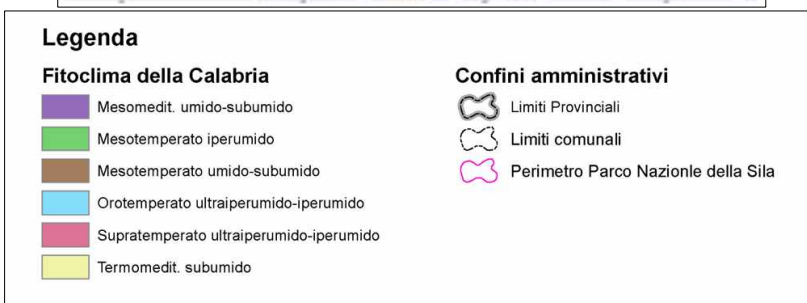 Legenda
Fitoclima della Calabria
Mesomedit. umido-subumido
Mesotemperato iperumido
Mesotemperato umido-subumido
Orotemperato ultraiperumido-iperumido
Supratemperato ultraiperumido-iperumido
Termomedit. subumido
Confini amministrativi
Limiti Provinciali
Limiti comunali
Perimetro Parco Nazionle della Sila